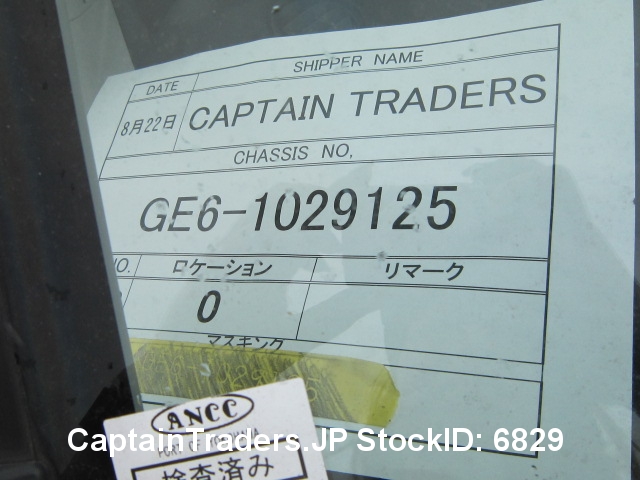 DATE
SHIPPER NAME
8月22日
CAPTAIN TRADERS
CHASSIS NO,
GE6-1029125
NO.
ロケーション
リマーク
0
マスキング
ANCC
PORT OF
検査済み
CaptainTraders.JP StockID: 6829